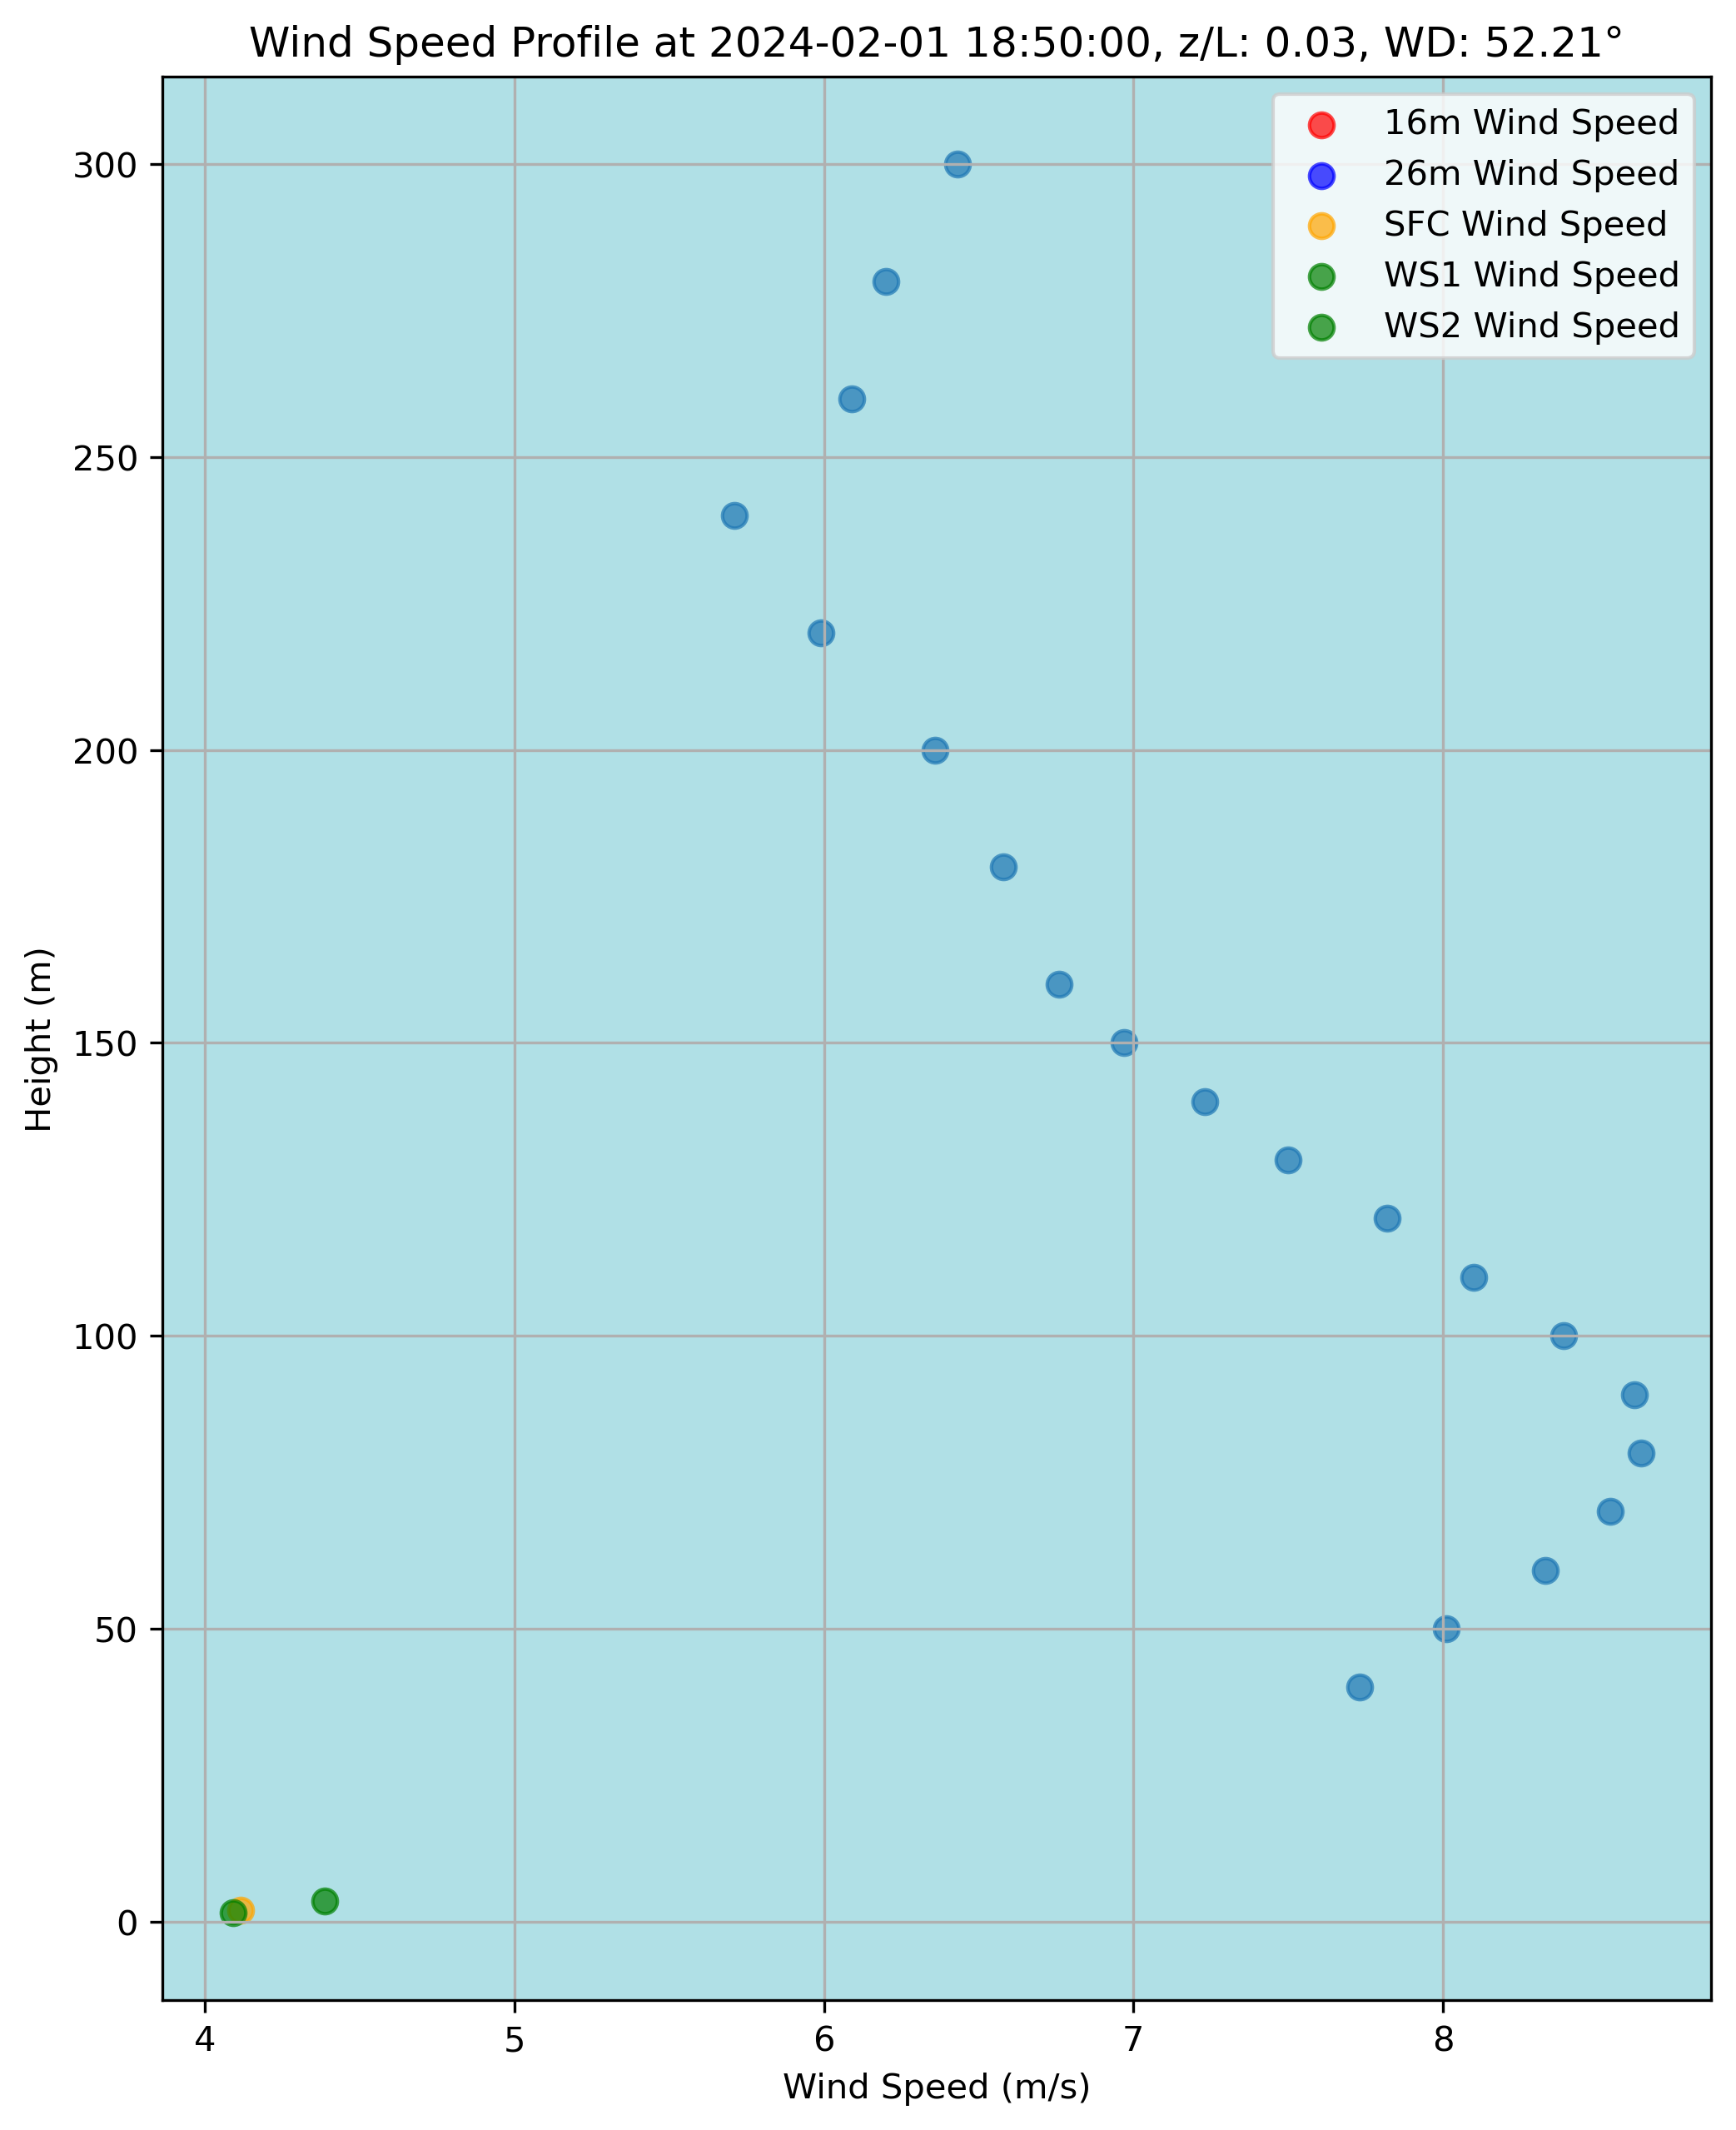 Wind Speed Profile at 2024-02-01 18:50:00, z/L: 0.03, WD: 52.21°
16m Wind Speed
26m Wind Speed
SFC Wind Speed
WS1 Wind Speed
WS2 Wind Speed
300
250
200
150
100
50
0
Height (m)
4 5 6 7 8
Wind Speed (m/s)